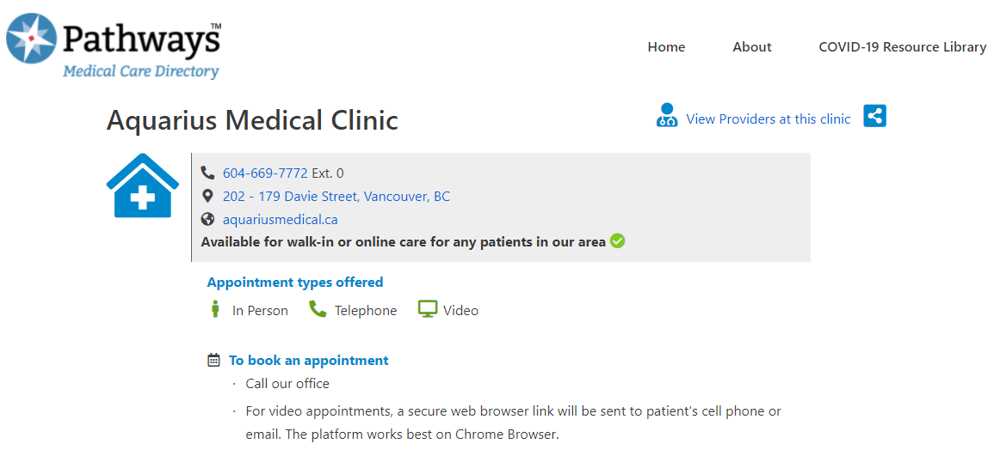 Pathways™
Medical Care Directory
Home About COVID-19 Resource Library
Aquarius Medical Clinic
View Providers at this clinic
604-669-7772 Ext. 0
202 - 179 Davie Street, Vancouver, BC
aquariusmedical.ca
Available for walk-in or online care for any patients in our area
Appointment types offered
In Person Telephone Video
To book an appointment
· Call our office
· For video appointments, a secure web browser link will be sent to patient's cell phone or
email. The platform works best on Chrome Browser.